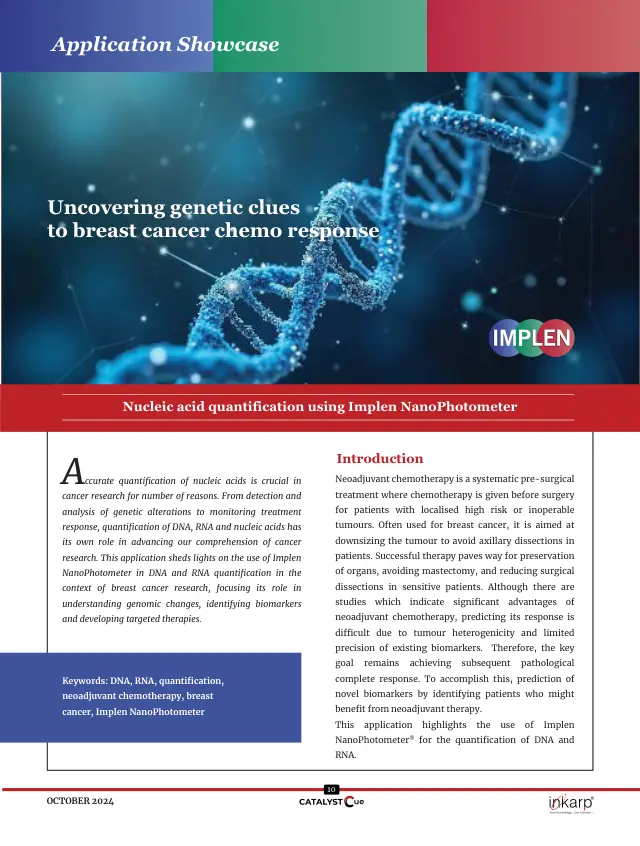 Application Showcase
Uncovering genetic clues
to breast cancer chemo response
IMPLEN
Nucleic acid quantification using Implen NanoPhotometer
Accurate quantification of nucleic acids is crucial in
cancer research for number of reasons. From detection and
analysis of genetic alterations to monitoring treatment
response, quantification of DNA, RNA and nucleic acids has
its own role in advancing our comprehension of cancer
research. This application sheds lights on the use of Implen
NanoPhotometer in DNA and RNA quantification in the
context of breast cancer research, focusing its role in
understanding genomic changes, identifying biomarkers
and developing targeted therapies.
Keywords: DNA, RNA, quantification,
neoadjuvant chemotherapy, breast
cancer, Implen NanoPhotometer
Introduction
Neoadjuvant chemotherapy is a systematic pre-surgical
treatment where chemotherapy is given before surgery
for patients with localised high risk or inoperable
tumours. Often used for breast cancer, it is aimed at
downsizing the tumour to avoid axillary dissections in
patients. Successful therapy paves way for preservation
of organs, avoiding mastectomy, and reducing surgical
dissections in sensitive patients. Although there are
studies which indicate significant advantages of
neoadjuvant chemotherapy, predicting its response is
difficult due to tumour heterogenicity and limited
precision of existing biomarkers. Therefore, the key
goal remains achieving subsequent pathological
complete response. To accomplish this, prediction of
novel biomarkers by identifying patients who might
benefit from neoadjuvant therapy.
This application highlights the use of Implen
NanoPhotometer® for the quantification of DNA and
RNA.
OCTOBER 2024
10
CATALYST Cue
inkarp®